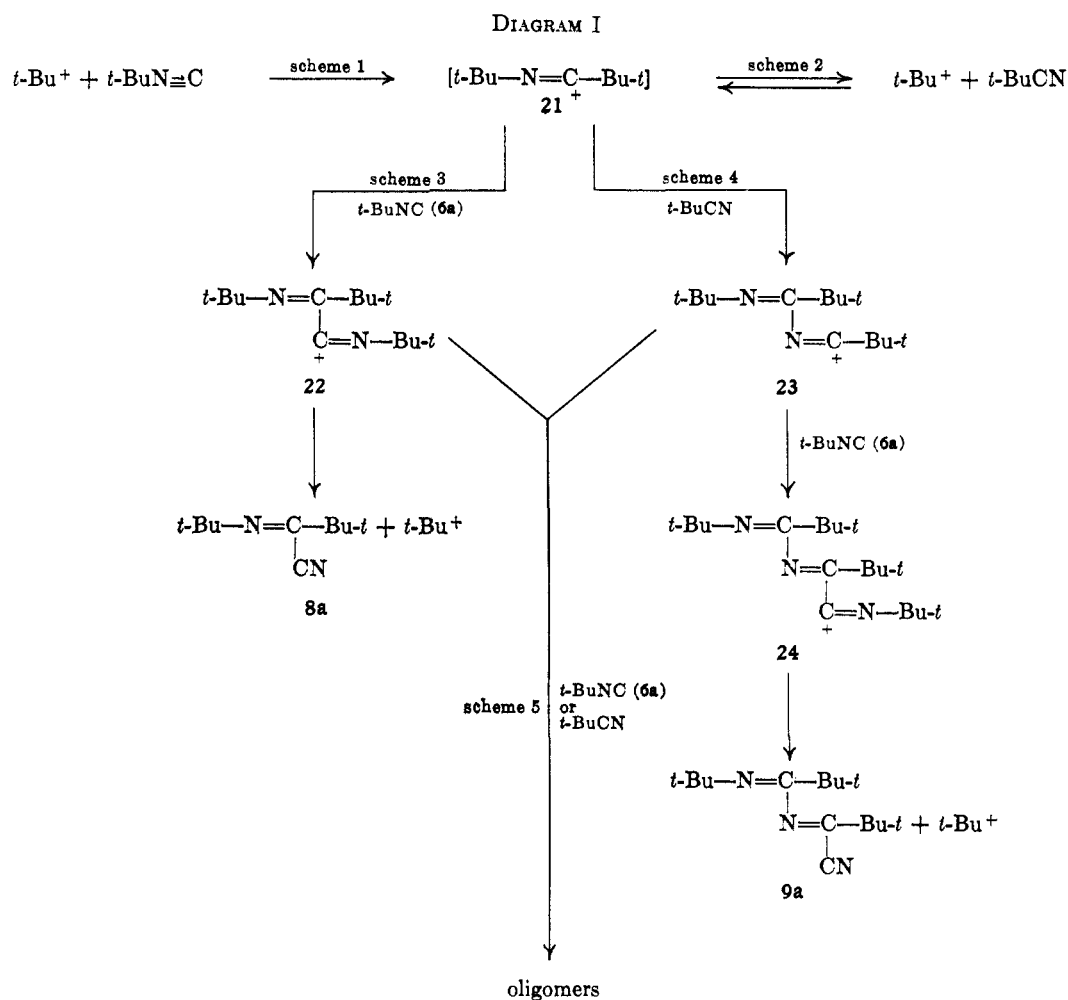 DIAGRAM I
t-Bu+ + t-BuN≡C scheme 1 [t-Bu—N=C—Bu-t] scheme 2 t-Bu+ + t-BuCN
+
21
scheme 3
t-BuNC (6a)
scheme 4
t-BuCN
t-Bu—N=C—Bu-t
C=N—Bu-t
+
22
t-Bu—N=C—Bu-t
N=C—Bu-t
+
23
t-BuNC (6a)
t-Bu—N=C—Bu-t + t-Bu+
CN
8a
t-Bu—N=C—Bu-t
N=C—Bu-t
C=N—Bu-t
+
24
scheme 5
t-BuNC (6a)
or
t-BuCN
t-Bu—N=C—Bu-t
N=C—Bu-t + t-Bu+
CN
9a
oligomers